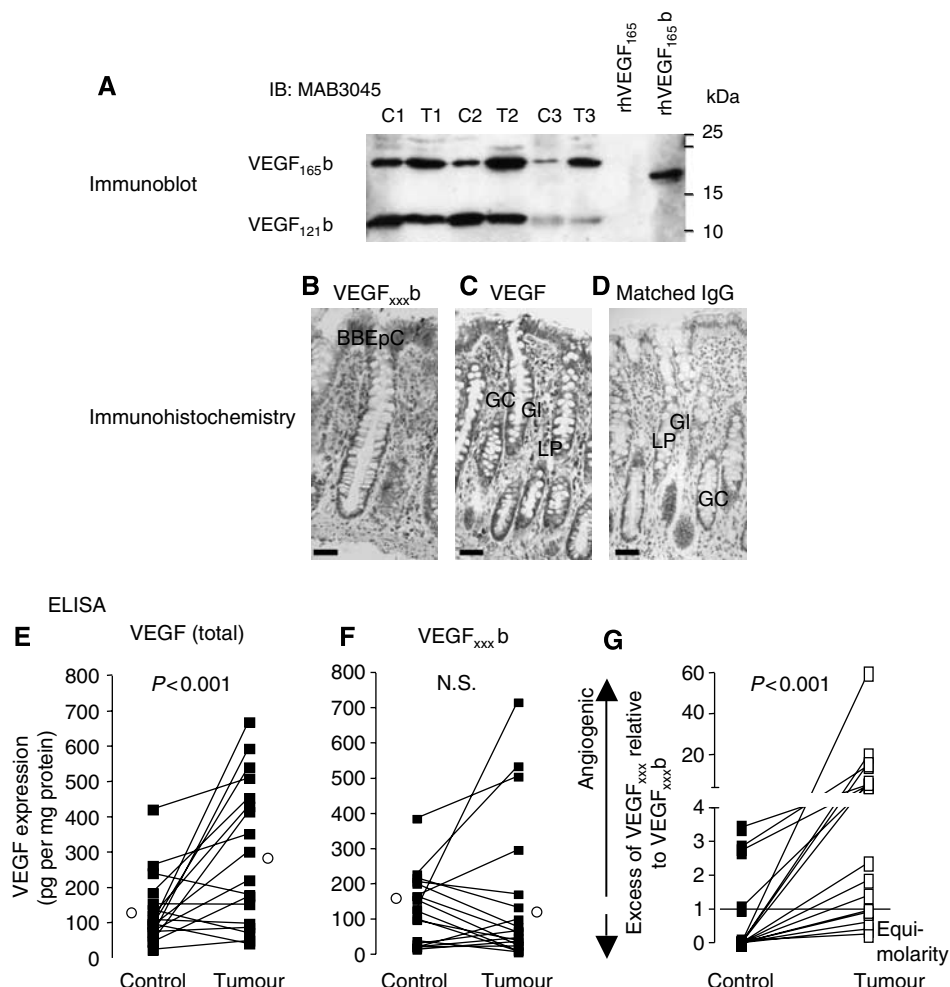 A
IB: MAB3045
C1 T1 C2 T2 C3 T3 rhVEGF165 rhVEGF165b kDa
Immunoblot
VEGF165b
VEGF121b
25
15
10
B VEGFxxxb
C VEGF
D Matched IgG
Immunohistochemistry
BBEpC
GC
GI
LP
GI
LP
GC
ELISA
E VEGF (total)
P<0.001
VEGF expression
(pg per mg protein)
800
700
600
500
400
300
200
100
0
Control Tumour
F VEGFxxxb
N.S.
800
700
600
500
400
300
200
100
0
Control Tumour
G
Angiogenic
Excess of VEGFxxx relative
to VEGFxxxb
P<0.001
60
40
20
4
3
2
1
0
Equi-
molarity
Control Tumour